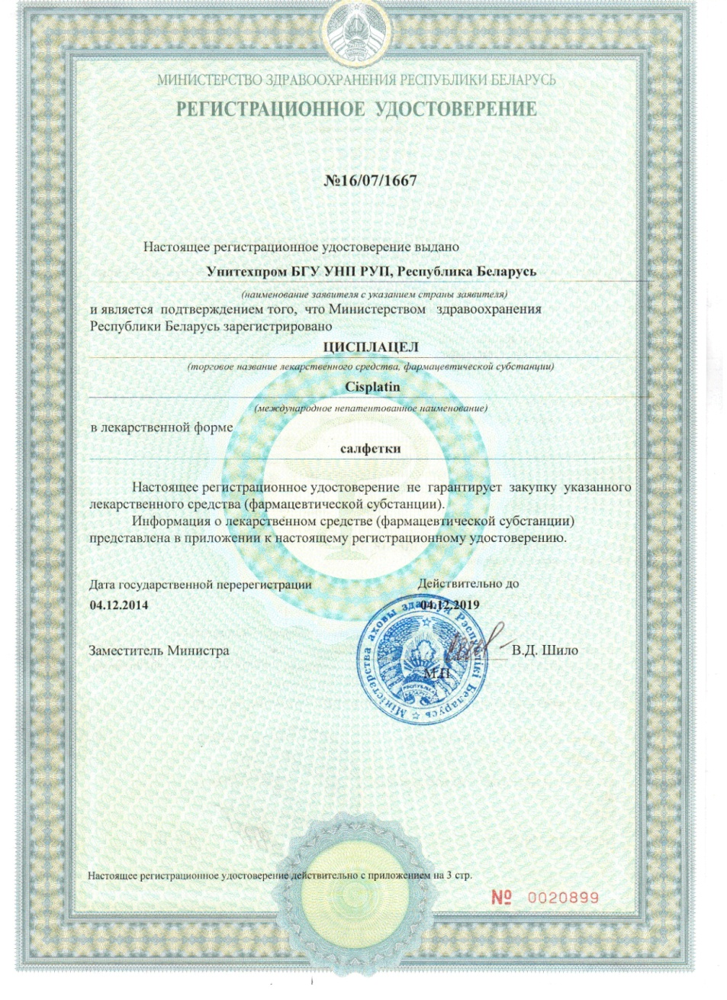 МИНИСТЕРСТВО ЗДРАВООХРАНЕНИЯ РЕСПУБЛИКИ БЕЛАРУСЬ
РЕГИСТРАЦИОННОЕ УДОСТОВЕРЕНИЕ
№16/07/1667
Настоящее регистрационное удостоверение выдано
Унитехпром БГУ УНП РУП, Республика Беларусь
(наименование заявителя с указанием страны заявителя)
и является подтверждением того, что Министерством здравоохранения
Республики Беларусь зарегистрировано
ЦИСПЛАЦЕЛ
(торговое название лекарственного средства, фармацевтической субстанции)
Cisplatin
(международное непатентованное наименование)
в лекарственной форме
салфетки
Настоящее регистрационное удостоверение не гарантирует закупку указанного
лекарственного средства (фармацевтической субстанции).
Информация о лекарственном средстве (фармацевтической субстанции)
представлена в приложении к настоящему регистрационному удостоверению.
Дата государственной перерегистрации Действительно до
04.12.2014 04.12.2019
Заместитель Министра В.Д. Шило
М.П
Міністэрства аховы здароўя Рэспублікі Беларусь
Настоящее регистрационное удостоверение действительно с приложением на 3 стр.
№ 0020899